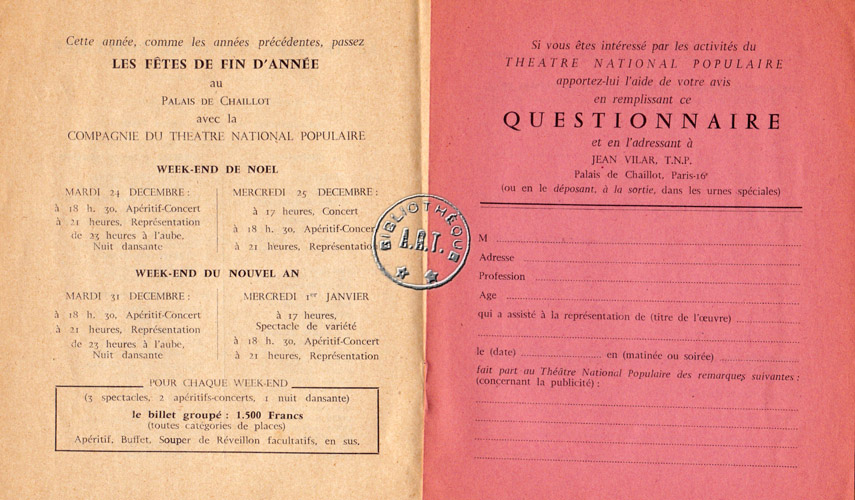 Cette année, comme les années précédentes, passez
LES FÊTES DE FIN D'ANNÉE
au
PALAIS DE CHAILLOT
avec la
COMPAGNIE DU THEATRE NATIONAL POPULAIRE
WEEK-END DE NOEL
MARDI 24 DECEMBRE :
à 18 h. 30, Apéritif-Concert
à 21 heures, Représentation
de 23 heures à l'aube,
Nuit dansante
MERCREDI 25 DECEMBRE :
à 17 heures, Concert
à 18 h. 30, Apéritif-Concert
à 21 heures, Représentation
WEEK-END DU NOUVEL AN
MARDI 31 DECEMBRE :
à 18 h. 30, Apéritif-Concert
à 21 heures, Représentation
de 23 heures à l'aube,
Nuit dansante
MERCREDI 1er JANVIER
à 17 heures,
Spectacle de variété
à 18 h. 30, Apéritif-Concert
à 21 heures, Représentation
POUR CHAQUE WEEK-END
(3 spectacles, 2 apéritifs-concerts, 1 nuit dansante)
le billet groupé : 1.500 Francs
(toutes catégories de places)
Apéritif, Buffet, Souper de Réveillon facultatifs, en sus.
BIBLIOTHÈQUE
A.R.T.
Si vous êtes intéressé par les activités du
THEATRE NATIONAL POPULAIRE
apportez-lui l'aide de votre avis
en remplissant ce
QUESTIONNAIRE
et en l'adressant à
JEAN VILAR, T.N.P.
Palais de Chaillot, Paris-16e
(ou en le déposant, à la sortie, dans les urnes spéciales)
M
Adresse
Profession
Age
qui a assisté à la représentation de (titre de l'œuvre)
le (date) en (matinée ou soirée)
fait part au Théâtre National Populaire des remarques suivantes :
(concernant la publicité) :